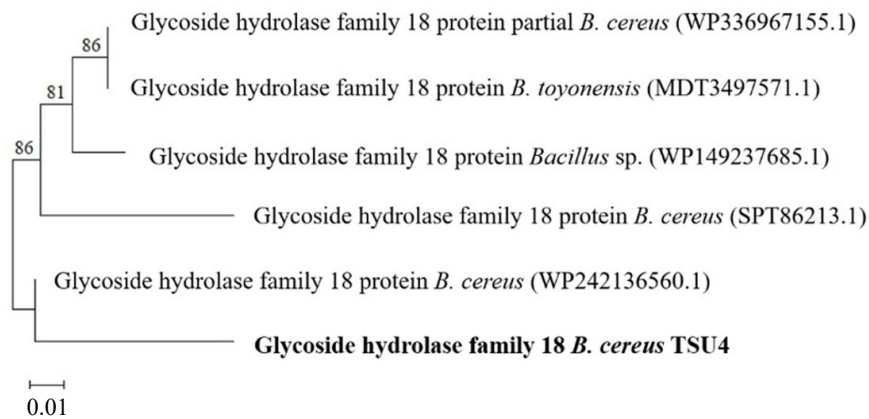 Glycoside hydrolase family 18 protein partial B. cereus (WP336967155.1)
86
Glycoside hydrolase family 18 protein B. toyonensis (MDT3497571.1)
81
Glycoside hydrolase family 18 protein Bacillus sp. (WP149237685.1)
86
Glycoside hydrolase family 18 protein B. cereus (SPT86213.1)
Glycoside hydrolase family 18 protein B. cereus (WP242136560.1)
Glycoside hydrolase family 18 B. cereus TSU4
0.01